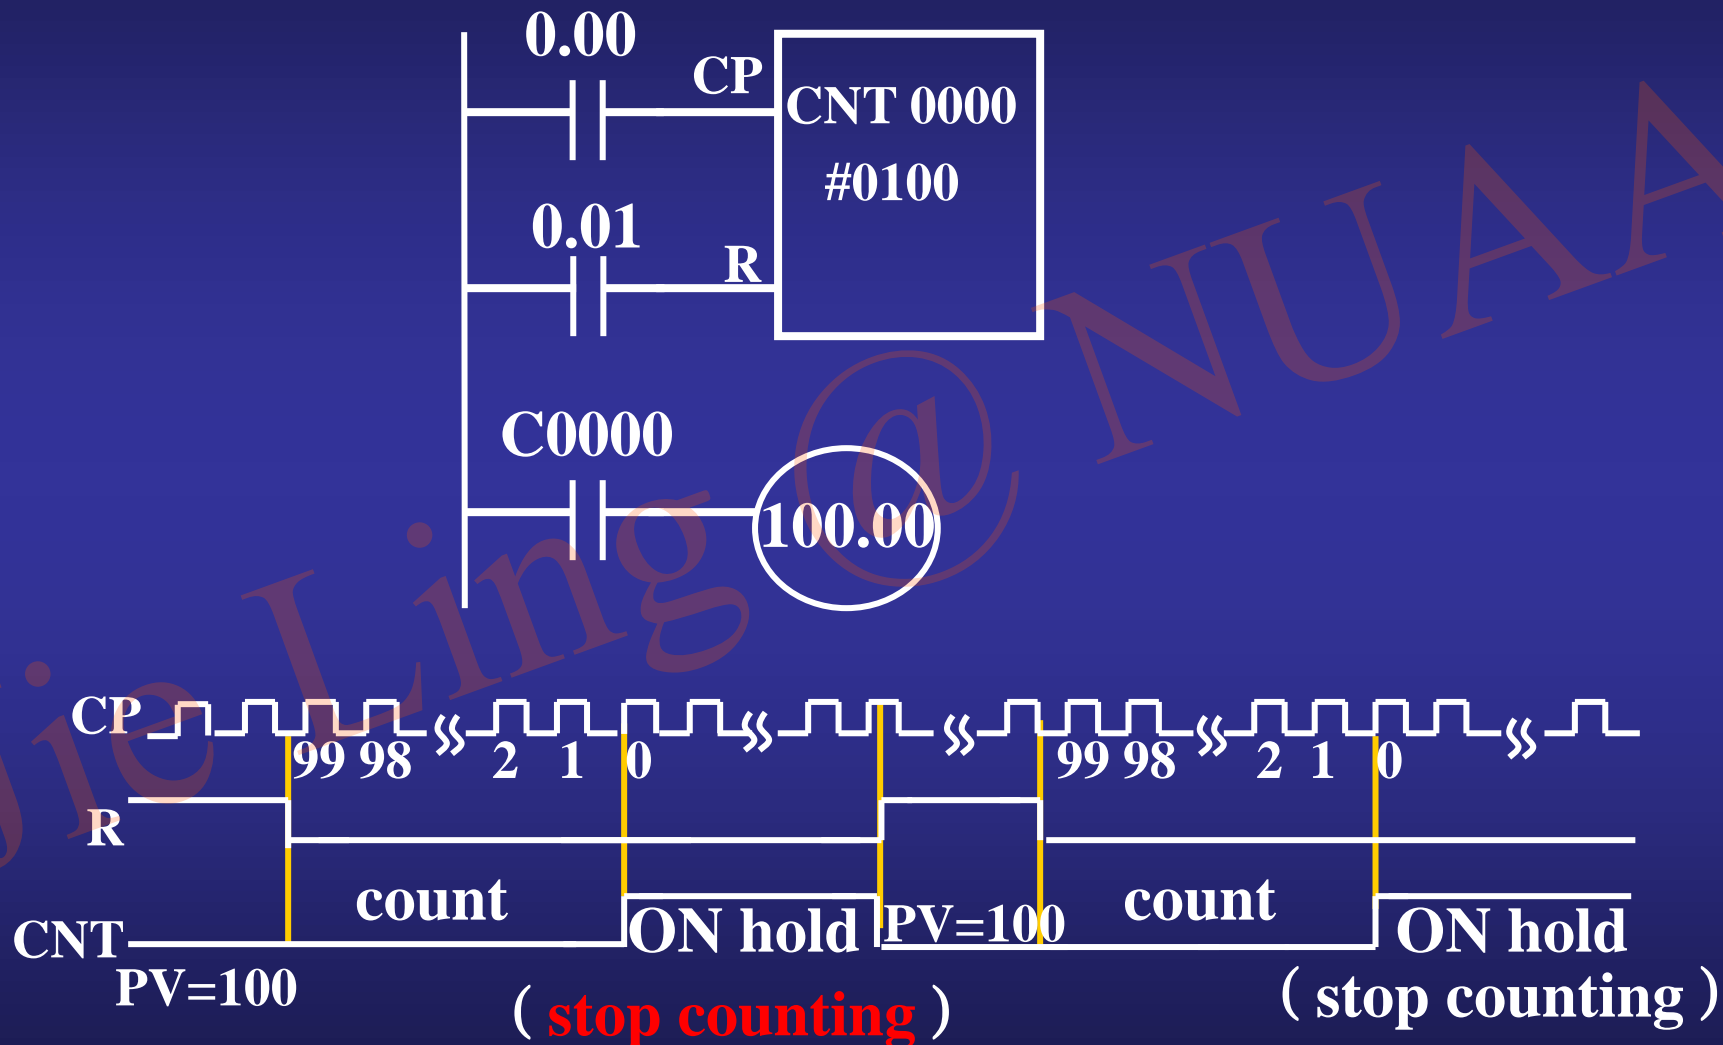 0.00
CP
CNT 0000
#0100
0.01
R
C0000
100.00
Jie Ling @ NUAA
CP
99 98 2 1 0 99 98 2 1 0
R
count count
CNT ON hold PV=100 ON hold
PV=100
( stop counting ) ( stop counting )